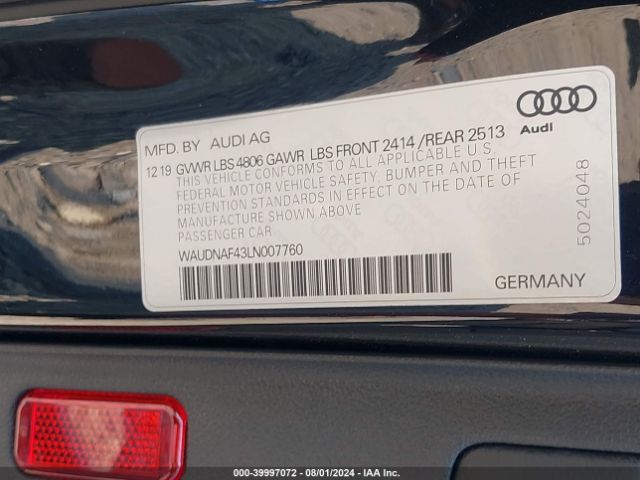 MFD. BY AUDI AG
Audi
12 19 GVWR LBS 4806 GAWR LBS FRONT 2414 /REAR 2513
THIS VEHICLE CONFORMS TO ALL APPLICABLE U.S.
FEDERAL MOTOR VEHICLE SAFETY, BUMPER AND THEFT
PREVENTION STANDARDS IN EFFECT ON THE DATE OF
MANUFACTURE SHOWN ABOVE
PASSENGER CAR
WAUDNAF43LN007760
5024048
GERMANY
000-39997072 - 08/01/2024 - IAA Inc.